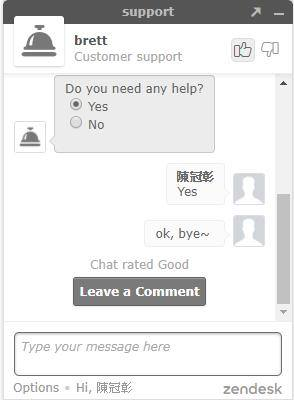 support
brett
Customer support
Do you need any help?
Yes
No
陳冠彰
Yes
ok, bye~
Chat rated Good
Leave a Comment
Type your message here
Options • Hi, 陳冠彰
zendesk